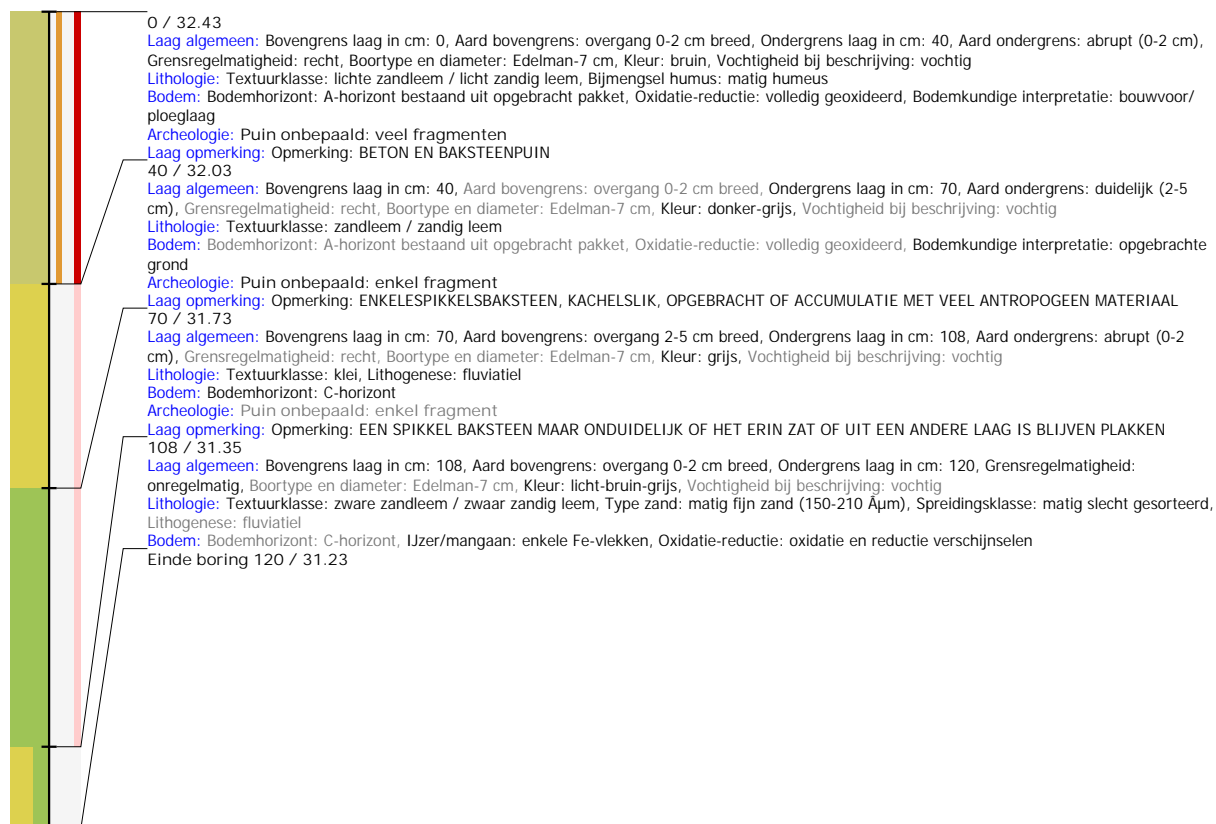 0 / 32.43
Laag algemeen: Bovengrens laag in cm: 0, Aard bovengrens: overgang 0-2 cm breed, Ondergrens laag in cm: 40, Aard ondergrens: abrupt (0-2 cm),
Grensregelmatigheid: recht, Boortype en diameter: Edelman-7 cm, Kleur: bruin, Vochtigheid bij beschrijving: vochtig
Lithologie: Textuurklasse: lichte zandleem / licht zandig leem, Bijmengsel humus: matig humeus
Bodem: Bodemhorizont: A-horizont bestaand uit opgebracht pakket, Oxidatie-reductie: volledig geoxideerd, Bodemkundige interpretatie: bouwvoor/
ploeglaag
Archeologie: Puin onbepaald: veel fragmenten
Laag opmerking: Opmerking: BETON EN BAKSTEENPUIN
40 / 32.03
Laag algemeen: Bovengrens laag in cm: 40, Aard bovengrens: overgang 0-2 cm breed, Ondergrens laag in cm: 70, Aard ondergrens: duidelijk (2-5
cm), Grensregelmatigheid: recht, Boortype en diameter: Edelman-7 cm, Kleur: donker-grijs, Vochtigheid bij beschrijving: vochtig
Lithologie: Textuurklasse: zandleem / zandig leem
Bodem: Bodemhorizont: A-horizont bestaand uit opgebracht pakket, Oxidatie-reductie: volledig geoxideerd, Bodemkundige interpretatie: opgebrachte
grond
Archeologie: Puin onbepaald: enkel fragment
Laag opmerking: Opmerking: ENKELESPIKKELSBAKSTEEN, KACHELSLIK, OPGEBRACHT OF ACCUMULATIE MET VEEL ANTROPOGEEN MATERIAAL
70 / 31.73
Laag algemeen: Bovengrens laag in cm: 70, Aard bovengrens: overgang 2-5 cm breed, Ondergrens laag in cm: 108, Aard ondergrens: abrupt (0-2
cm), Grensregelmatigheid: recht, Boortype en diameter: Edelman-7 cm, Kleur: grijs, Vochtigheid bij beschrijving: vochtig
Lithologie: Textuurklasse: klei, Lithogenese: fluviatiel
Bodem: Bodemhorizont: C-horizont
Archeologie: Puin onbepaald: enkel fragment
Laag opmerking: Opmerking: EEN SPIKKEL BAKSTEEN MAAR ONDUIDELIJK OF HET ERIN ZAT OF UIT EEN ANDERE LAAG IS BLIJVEN PLAKKEN
108 / 31.35
Laag algemeen: Bovengrens laag in cm: 108, Aard bovengrens: overgang 0-2 cm breed, Ondergrens laag in cm: 120, Grensregelmatigheid:
onregelmatig, Boortype en diameter: Edelman-7 cm, Kleur: licht-bruin-grijs, Vochtigheid bij beschrijving: vochtig
Lithologie: Textuurklasse: zware zandleem / zwaar zandig leem, Type zand: matig fijn zand (150-210 Âµm), Spreidingsklasse: matig slecht gesorteerd,
Lithogenese: fluviatiel
Bodem: Bodemhorizont: C-horizont, IJzer/mangaan: enkele Fe-vlekken, Oxidatie-reductie: oxidatie en reductie verschijnselen
Einde boring 120 / 31.23